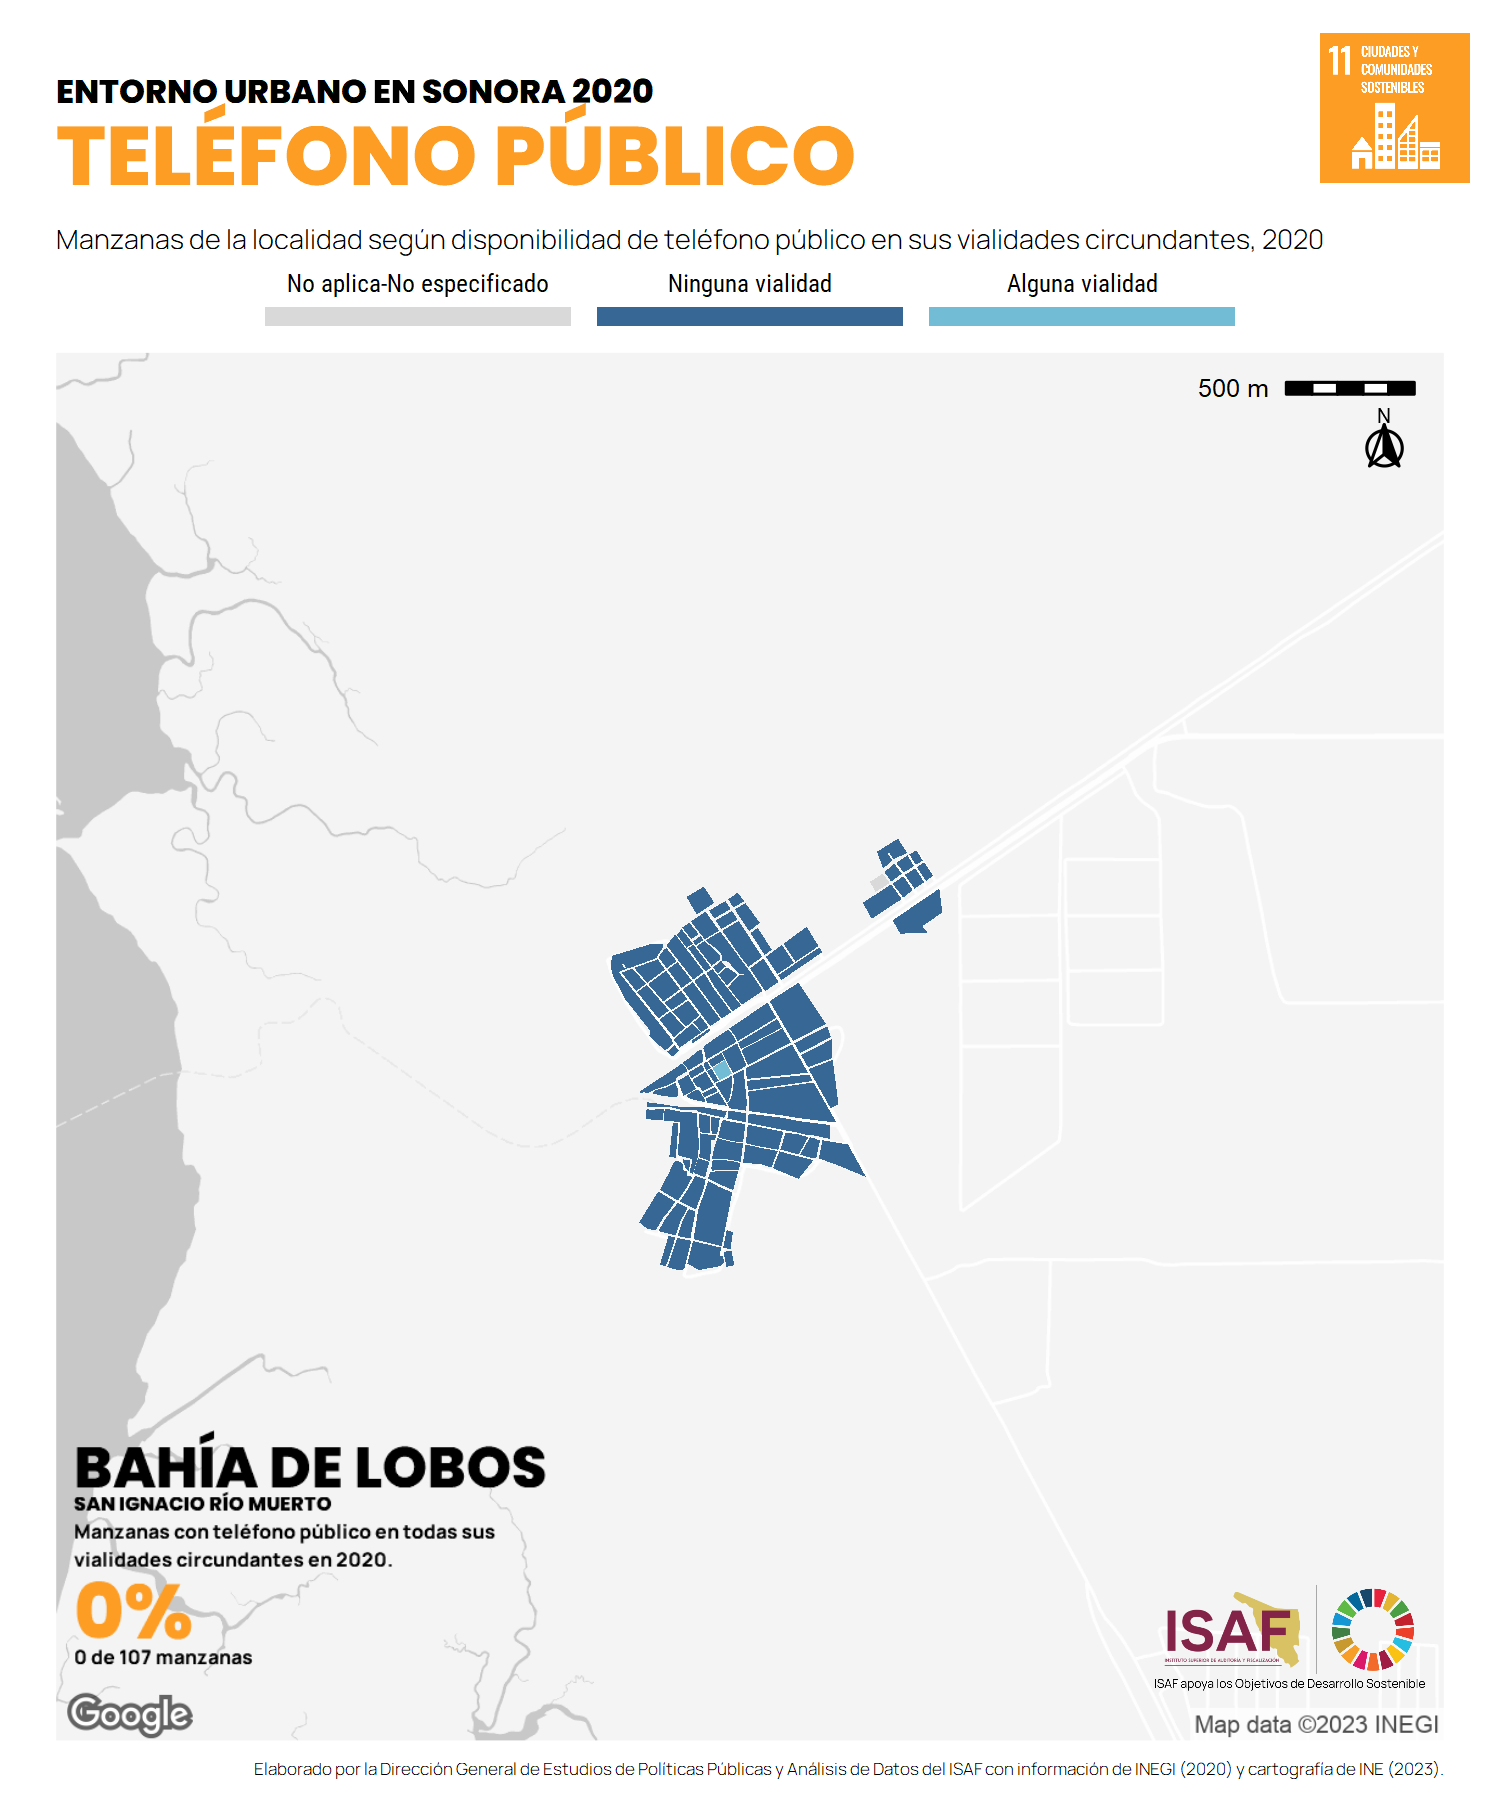 ENTORNO URBANO EN SONORA 2020
TELÉFONO PÚBLICO
11 CIUDADES Y
COMUNIDADES
SOSTENIBLES
Manzanas de la localidad según disponibilidad de teléfono público en sus vialidades circundantes, 2020
No aplica-No especificado Ninguna vialidad Alguna vialidad
500 m
N
BAHÍA DE LOBOS
SAN IGNACIO RÍO MUERTO
Manzanas con teléfono público en todas sus
vialidades circundantes en 2020.
0%
0 de 107 manzanas
Google
ISAF
INSTITUTO SUPERIOR DE AUDITORÍA Y FISCALIZACIÓN
ISAF apoya los Objetivos de Desarrollo Sostenible
Map data ©2023 INEGI
Elaborado por la Dirección General de Estudios de Políticas Públicas y Análisis de Datos del ISAF con información de INEGI (2020) y cartografía de INE (2023).